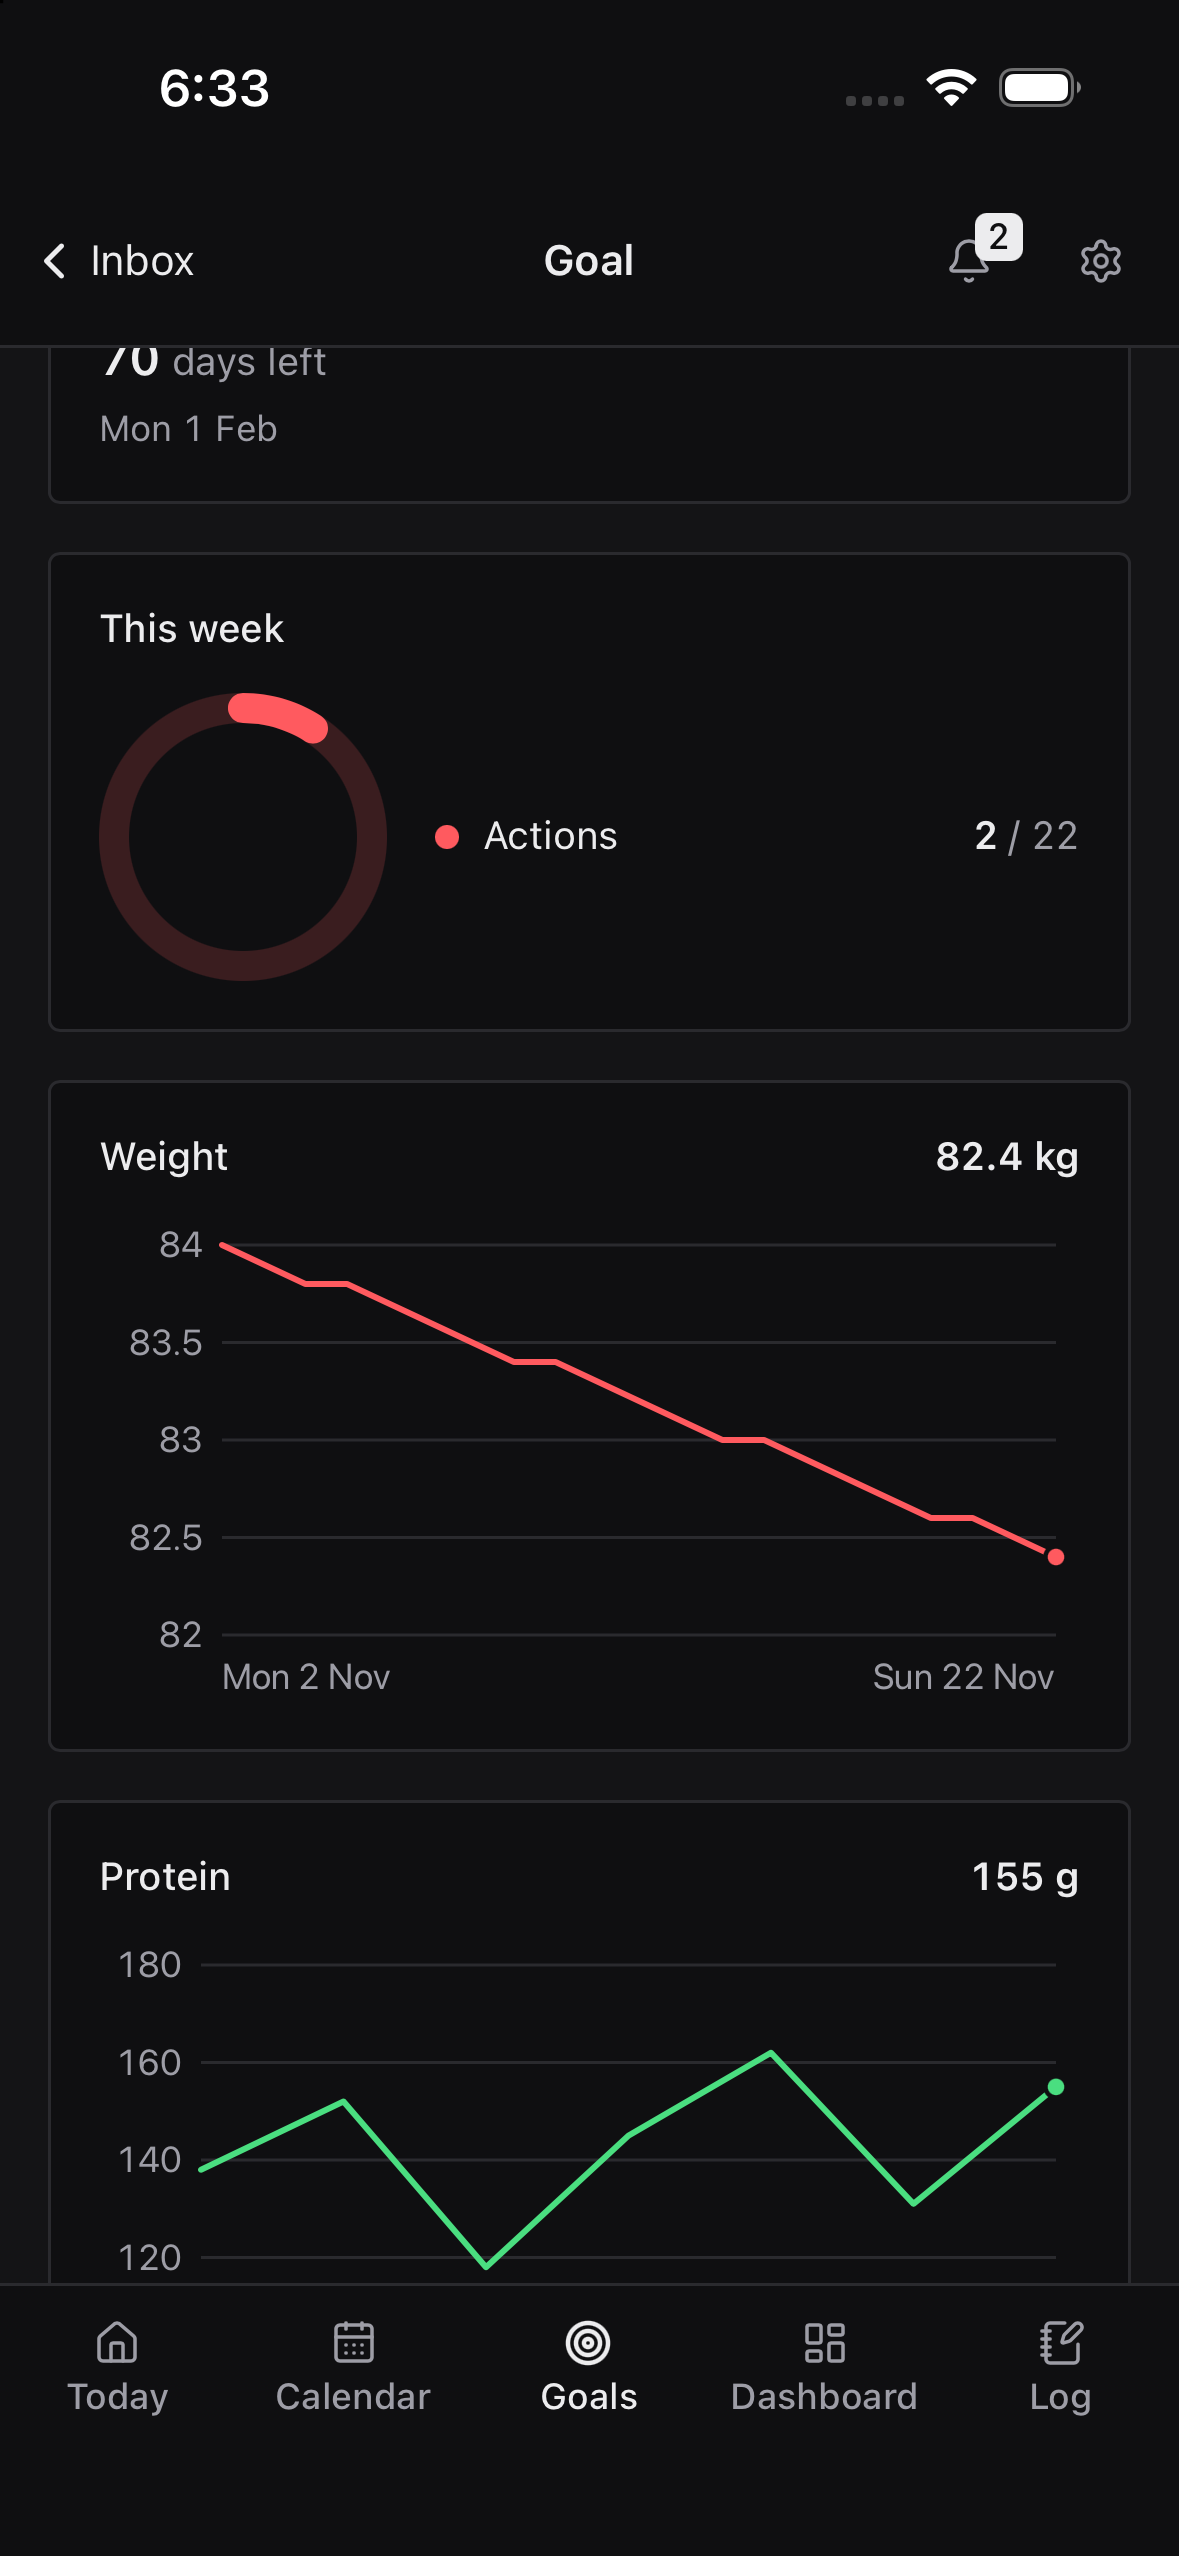 6:33
Inbox
Goal
2
70 days left
Mon 1 Feb
This week
Actions
2 / 22
Weight
82.4 kg
84
83.5
83
82.5
82
Mon 2 Nov
Sun 22 Nov
Protein
155 g
180
160
140
120
Today
Calendar
Goals
Dashboard
Log